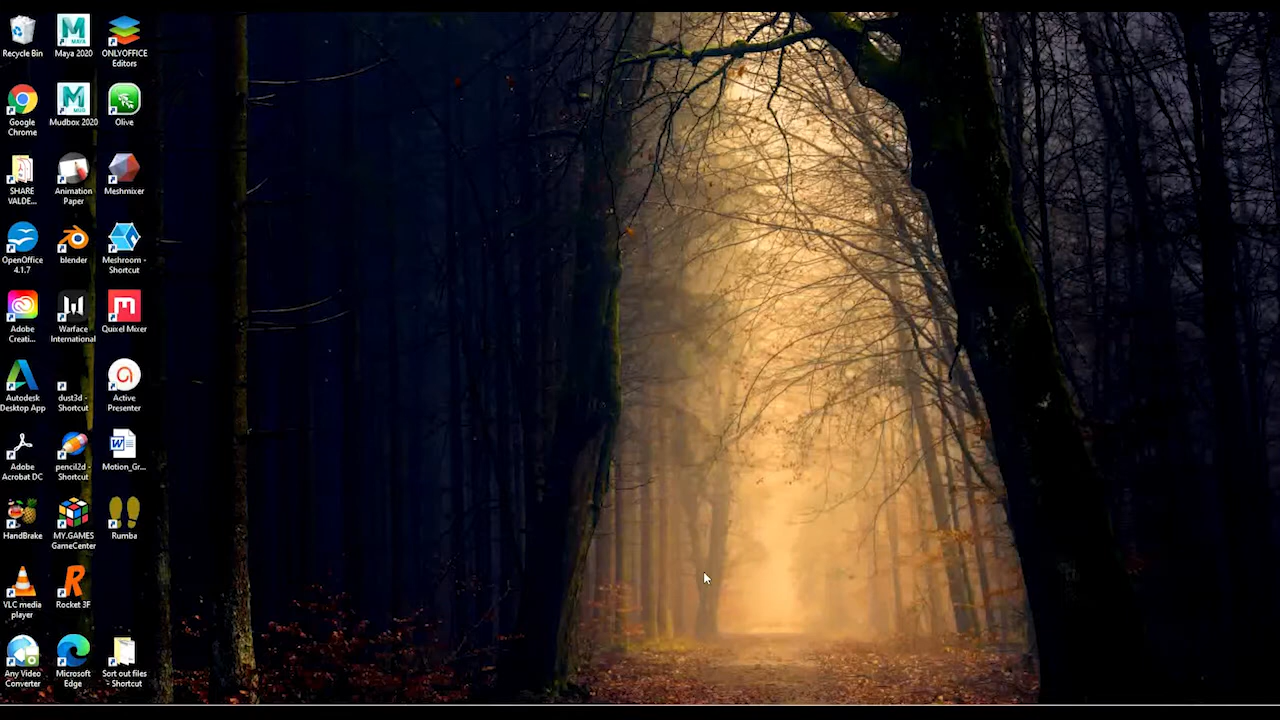 Recycle Bin
Maya 2020
ONLYOFFICE
Editors
Google
Chrome
Mudbox 2020
Olive
SHARE
VALDE...
Animation
Paper
Meshmixer
OpenOffice
4.1.7
blender
Meshroom -
Shortcut
Adobe
Creati...
Warface
International
Quixel Mixer
Autodesk
Desktop App
dust3d -
Shortcut
Active
Presenter
Adobe
Acrobat DC
pencil2d -
Shortcut
Motion_Gr...
HandBrake
MY.GAMES
GameCenter
Rumba
VLC media
player
Rocket 3F
Any Video
Converter
Microsoft
Edge
Sort out files
- Shortcut